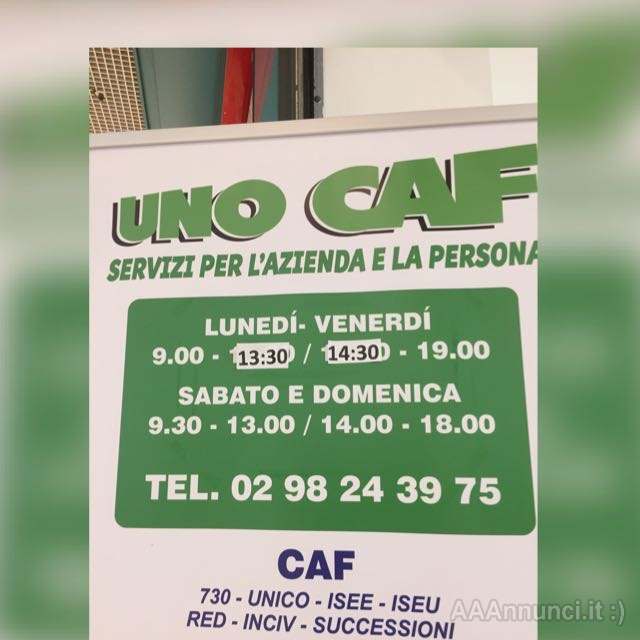 UNO CAF
SERVIZI PER L'AZIENDA E LA PERSONA
LUNEDÍ- VENERDÍ
9.00 - 13:30 / 14:30 - 19.00
SABATO E DOMENICA
9.30 - 13.00 / 14.00 - 18.00
TEL. 02 98 24 39 75
CAF
730 - UNICO - ISEE - ISEU
RED - INCIV - SUCCESSIONI
AAAnnunci.it :)